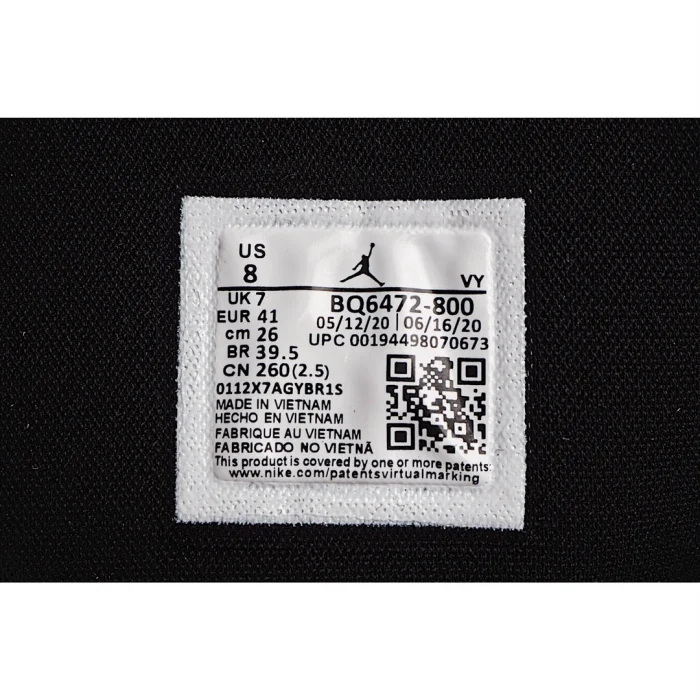 US
8
VY
UK 7
EUR 41
cm 26
BR 39.5
CN 260(2.5)
BQ6472-800
05/12/20 | 06/16/20
UPC 00194498070673
0112X7AGYBR1S
MADE IN VIETNAM
HECHO EN VIETNAM
FABRIQUE AU VIETNAM
FABRICADO NO VIETNÃ
This product is covered by one or more patents:
www.nike.com/patentsvirtualmarking